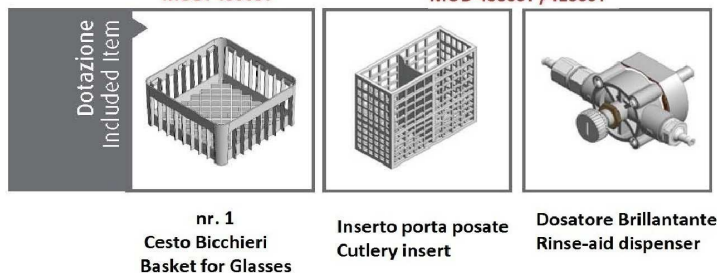 Dotazione
Included Item
nr. 1
Cesto Bicchieri
Basket for Glasses
Inserto porta posate
Cutlery insert
Dosatore Brillantante
Rinse-aid dispenser